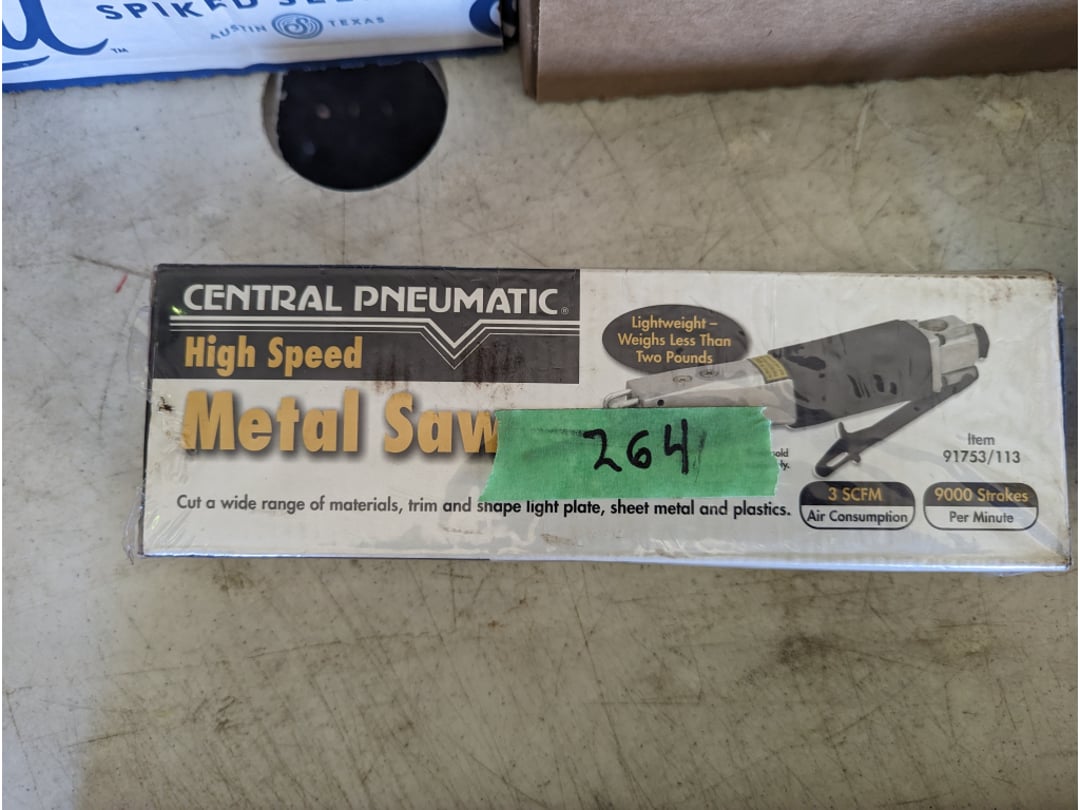 SPIKED
AUSTIN TEXAS
TM
CENTRAL PNEUMATIC®
High Speed
Metal Saw
Lightweight –
Weighs Less Than
Two Pounds
264
Item
91753/113
Cut a wide range of materials, trim and shape light plate, sheet metal and plastics.
3 SCFM
Air Consumption
9000 Strokes
Per Minute